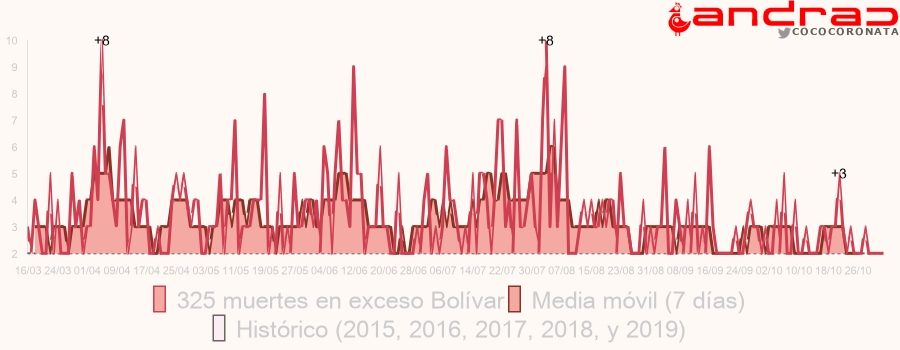 andrac
COCOCORONATA
10
+8
+8
9
8
7
6
5
+3
4
3
2
16/03 24/03 01/04 09/04 17/04 25/04 03/05 11/05 19/05 27/05 04/06 12/06 20/06 28/06 06/07 14/07 22/07 30/07 07/08 15/08 23/08 31/08 08/09 16/09 24/09 02/10 10/10 18/10 26/10
325 muertes en exceso Bolívar Media móvil (7 días)
Histórico (2015, 2016, 2017, 2018, y 2019)